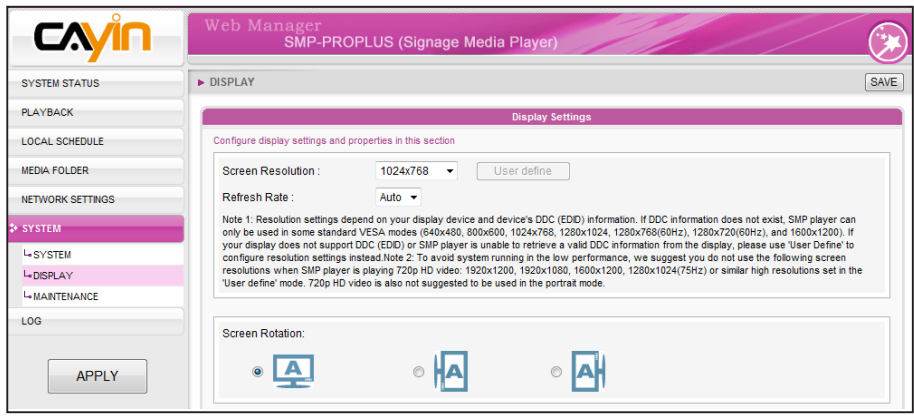 CAYIN
Web Manager
SMP-PROPLUS (Signage Media Player)
SYSTEM STATUS
PLAYBACK
LOCAL SCHEDULE
MEDIA FOLDER
NETWORK SETTINGS
SYSTEM
SYSTEM
DISPLAY
MAINTENANCE
LOG
APPLY
DISPLAY
SAVE
Display Settings
Configure display settings and properties in this section
Screen Resolution : 1024x768 User define
Refresh Rate : Auto
Note 1: Resolution settings depend on your display device and device's DDC (EDID) information. If DDC information does not exist, SMP player can
only be used in some standard VESA modes (640x480, 800x600, 1024x768, 1280x1024, 1280x768(60Hz), 1280x720(60Hz), and 1600x1200). If
your display does not support DDC (EDID) or SMP player is unable to retrieve a valid DDC information from the display, please use 'User Define' to
configure resolution settings instead.Note 2: To avoid system running in the low performance, we suggest you do not use the following screen
resolutions when SMP player is playing 720p HD video: 1920x1200, 1920x1080, 1600x1200, 1280x1024(75Hz) or similar high resolutions set in the
'User define' mode. 720p HD video is also not suggested to be used in the portrait mode.
Screen Rotation:
A A A